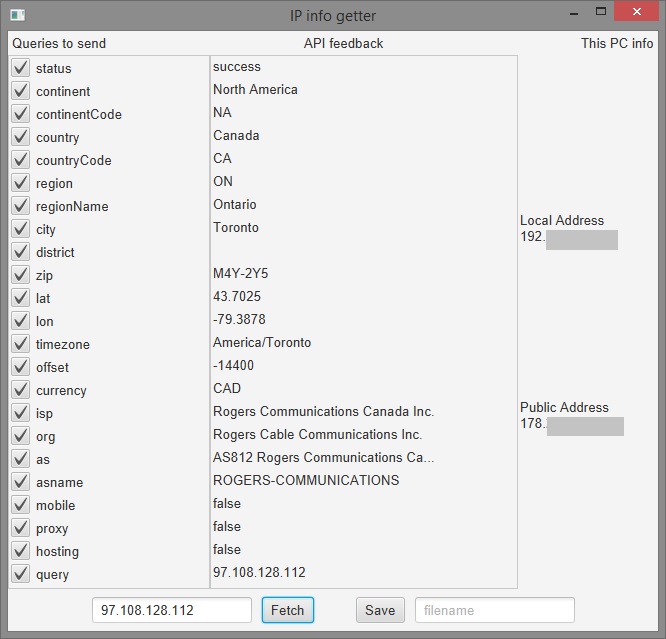 IP info getter
Queries to send API feedback This PC info
status success
continent North America
continentCode NA
country Canada
countryCode CA
region ON
regionName Ontario
city Toronto
district
zip M4Y-2Y5
lat 43.7025
lon -79.3878
timezone America/Toronto
offset -14400
currency CAD
isp Rogers Communications Canada Inc.
org Rogers Cable Communications Inc.
as AS812 Rogers Communications Ca...
asname ROGERS-COMMUNICATIONS
mobile false
proxy false
hosting false
query 97.108.128.112
Local Address
192.
Public Address
178.
97.108.128.112 Fetch Save filename